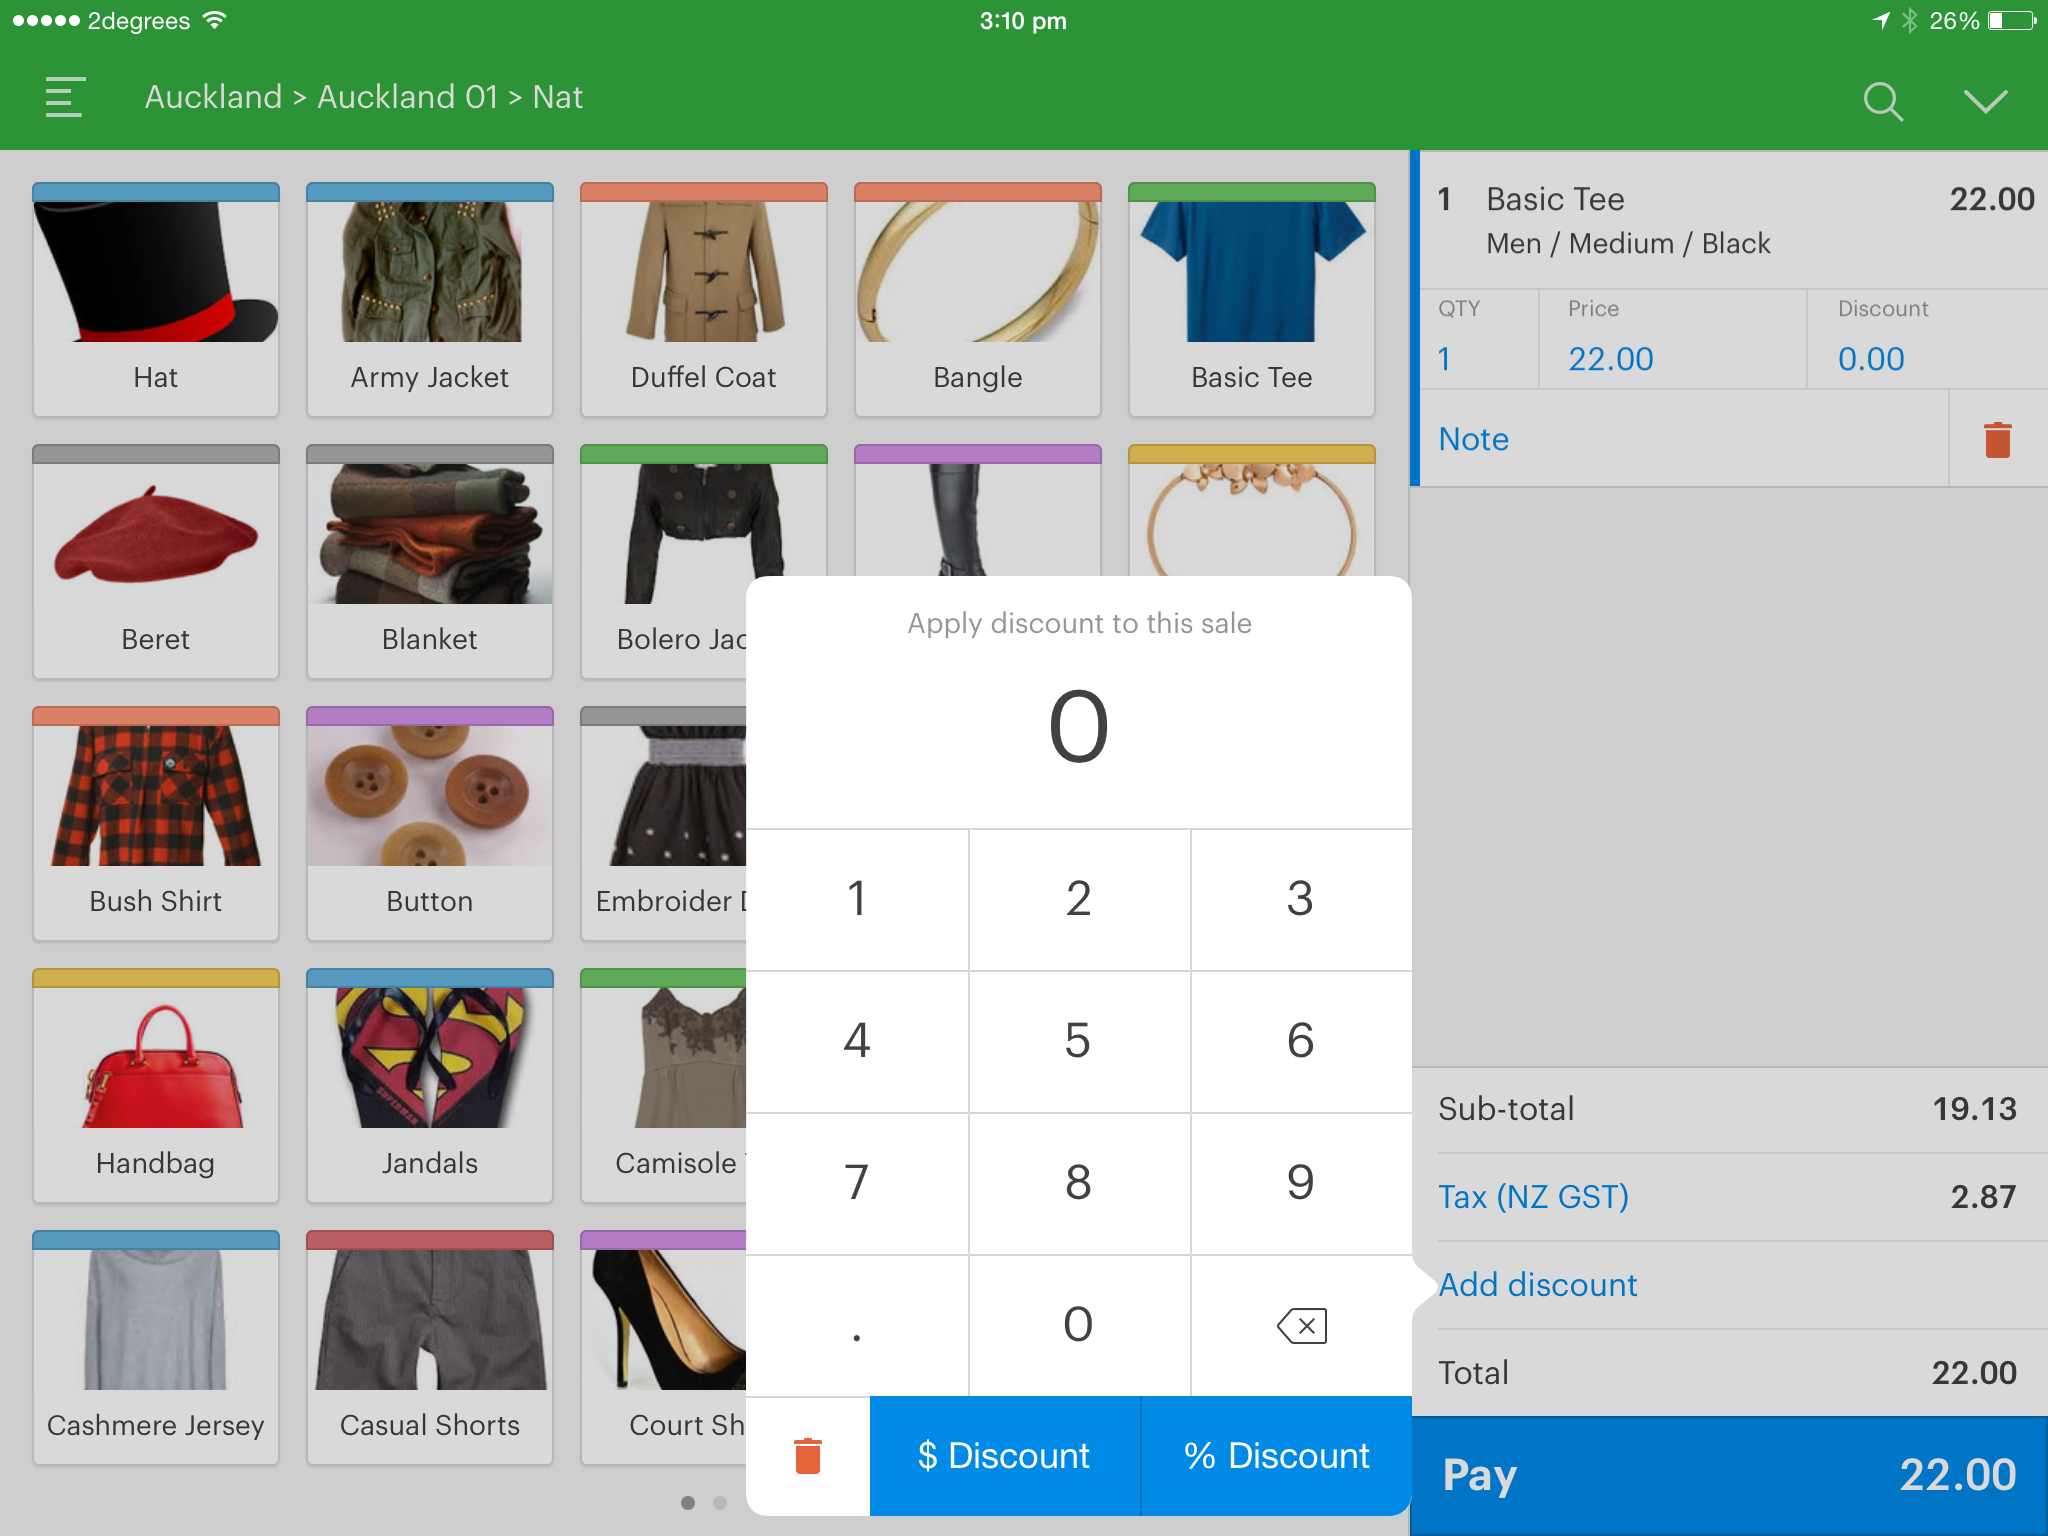 2degrees
3:10 pm
26%
Auckland > Auckland 01 > Nat
Hat
Army Jacket
Duffel Coat
Bangle
Basic Tee
Beret
Blanket
Bolero Jac
Bush Shirt
Button
Embroider D
Handbag
Jandals
Camisole
Cashmere Jersey
Casual Shorts
Court Sh
SUPERMAN
Apply discount to this sale
0
1 2 3
4 5 6
7 8 9
. 0
$ Discount
% Discount
1 Basic Tee 22.00
Men / Medium / Black
QTY Price Discount
1 22.00 0.00
Note
Sub-total 19.13
Tax (NZ GST) 2.87
Add discount
Total 22.00
Pay 22.00